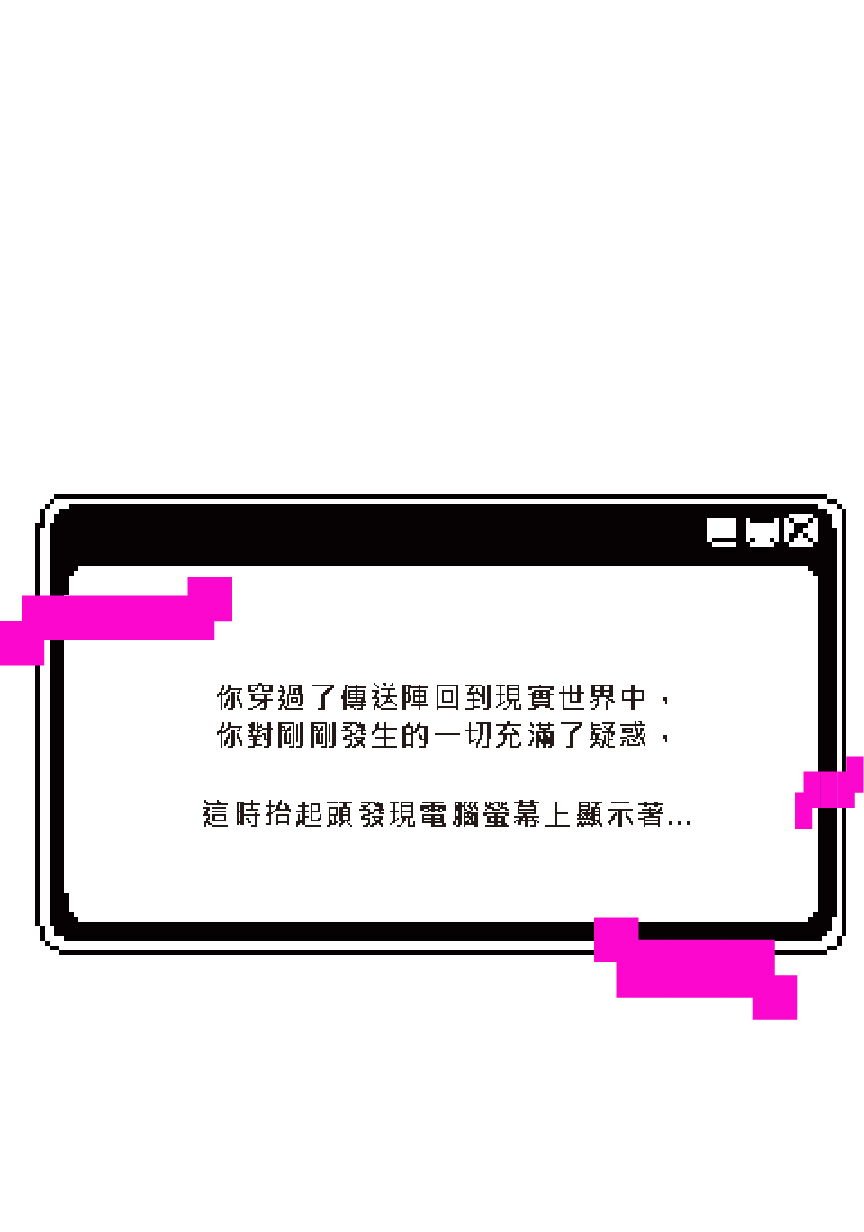 你穿過了傳送陣回到現實世界中，
你對剛剛發生的一切充滿了疑惑，
這時抬起頭發現電腦螢幕上顯示著...